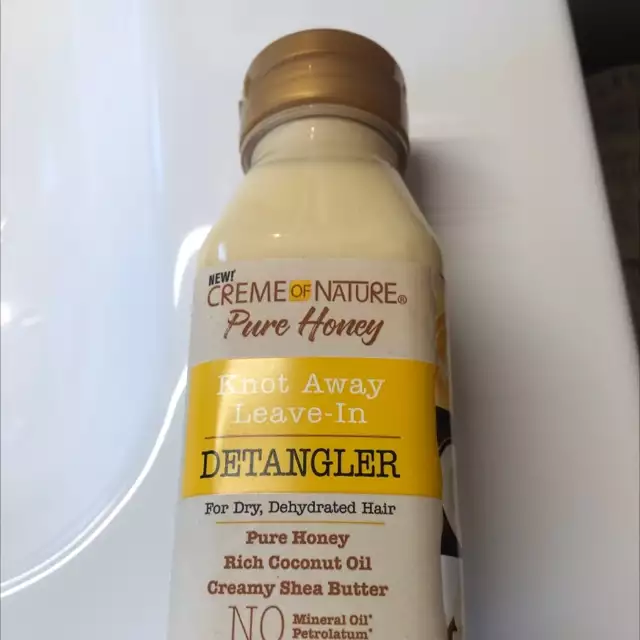 NEW!
CREME OF NATURE®
Pure Honey
Knot Away
Leave-In
DETANGLER
For Dry, Dehydrated Hair
Pure Honey
Rich Coconut Oil
Creamy Shea Butter
NO Mineral Oil*
Petrolatum*